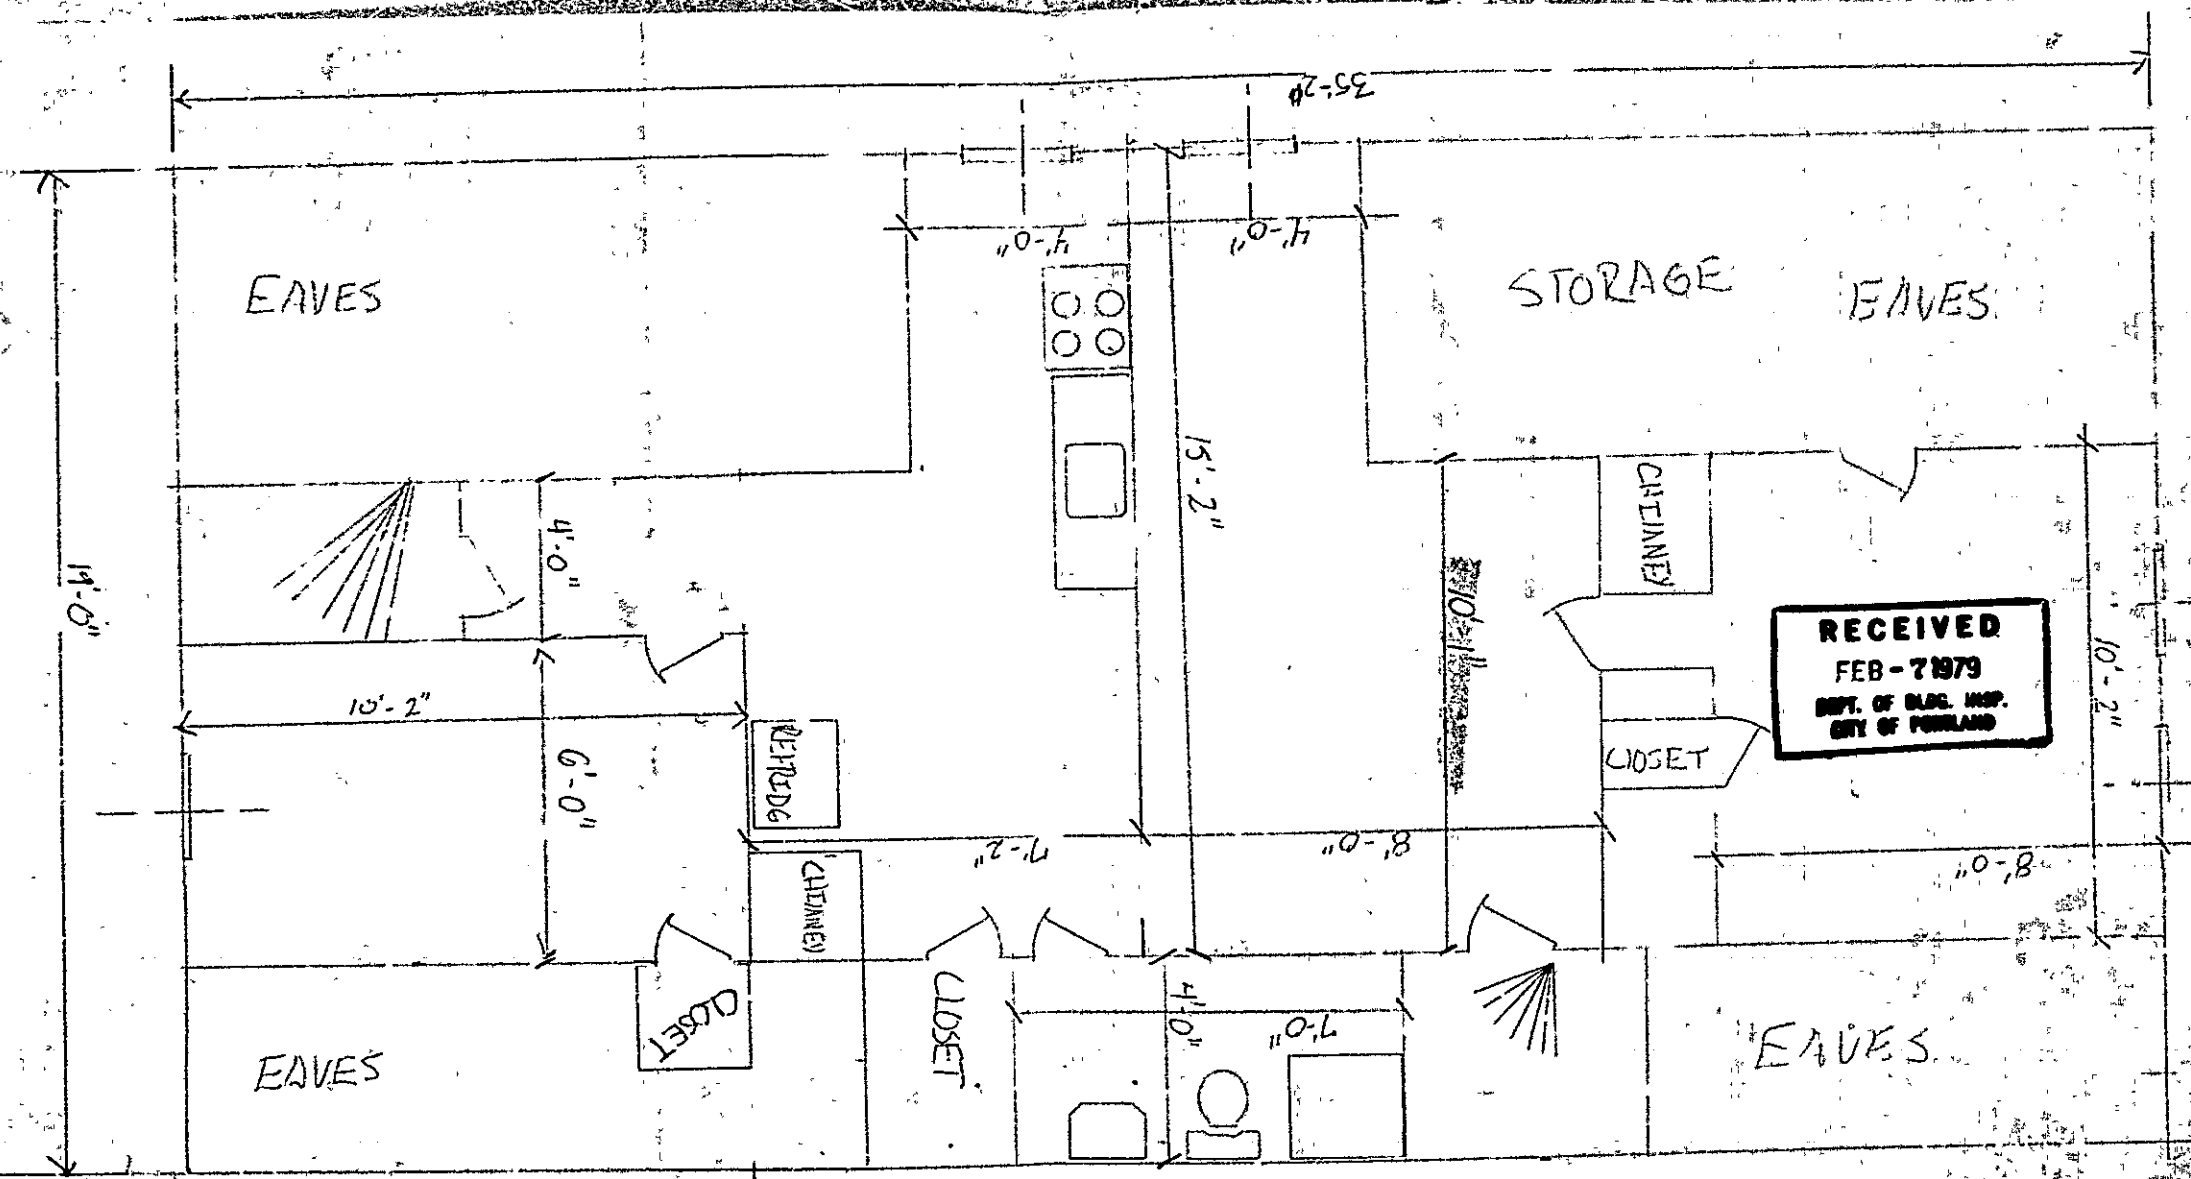 35'-2"
4'-0"
4'-0"
EAVES
STORAGE
EAVES
15'-2"
CHIMNEY
4'-0"
19'-0"
10'-1"
RECEIVED
FEB-7 1979
DEPT. OF BLDG. INSP.
CITY OF PORTLAND
10'-2"
10'-2"
6'-0"
REFRIDG
CLOSET
7'-2"
8'-0"
8'-0"
CHIMNEY
CLOSET
CLOSET
4'-0"
7'-0"
EAVES
EAVES